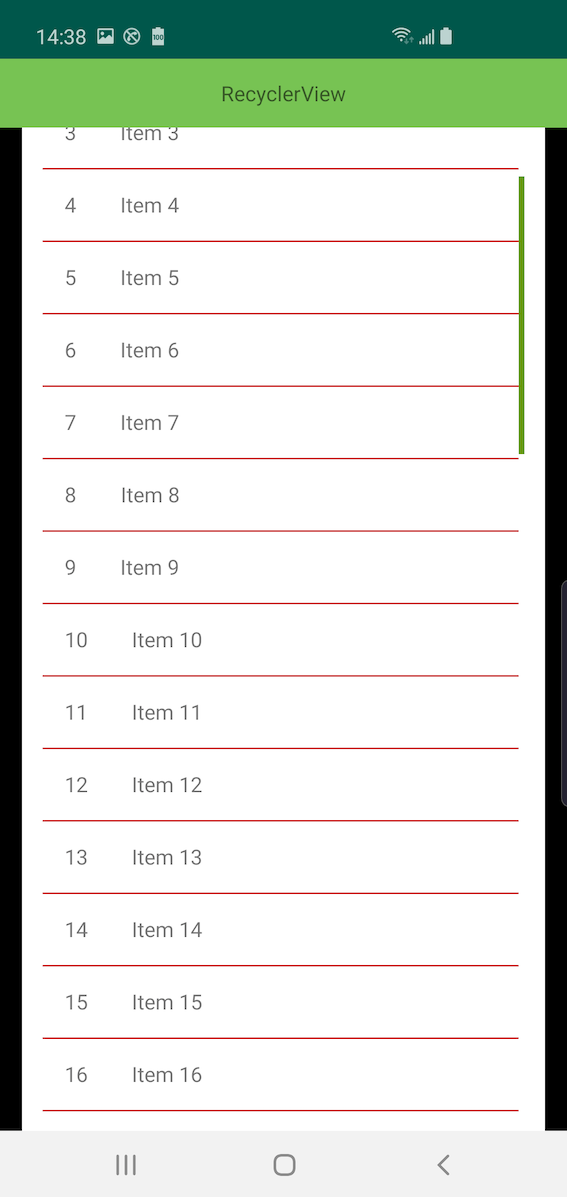 14:38 100
RecyclerView
3 Item 3
4 Item 4
5 Item 5
6 Item 6
7 Item 7
8 Item 8
9 Item 9
10 Item 10
11 Item 11
12 Item 12
13 Item 13
14 Item 14
15 Item 15
16 Item 16